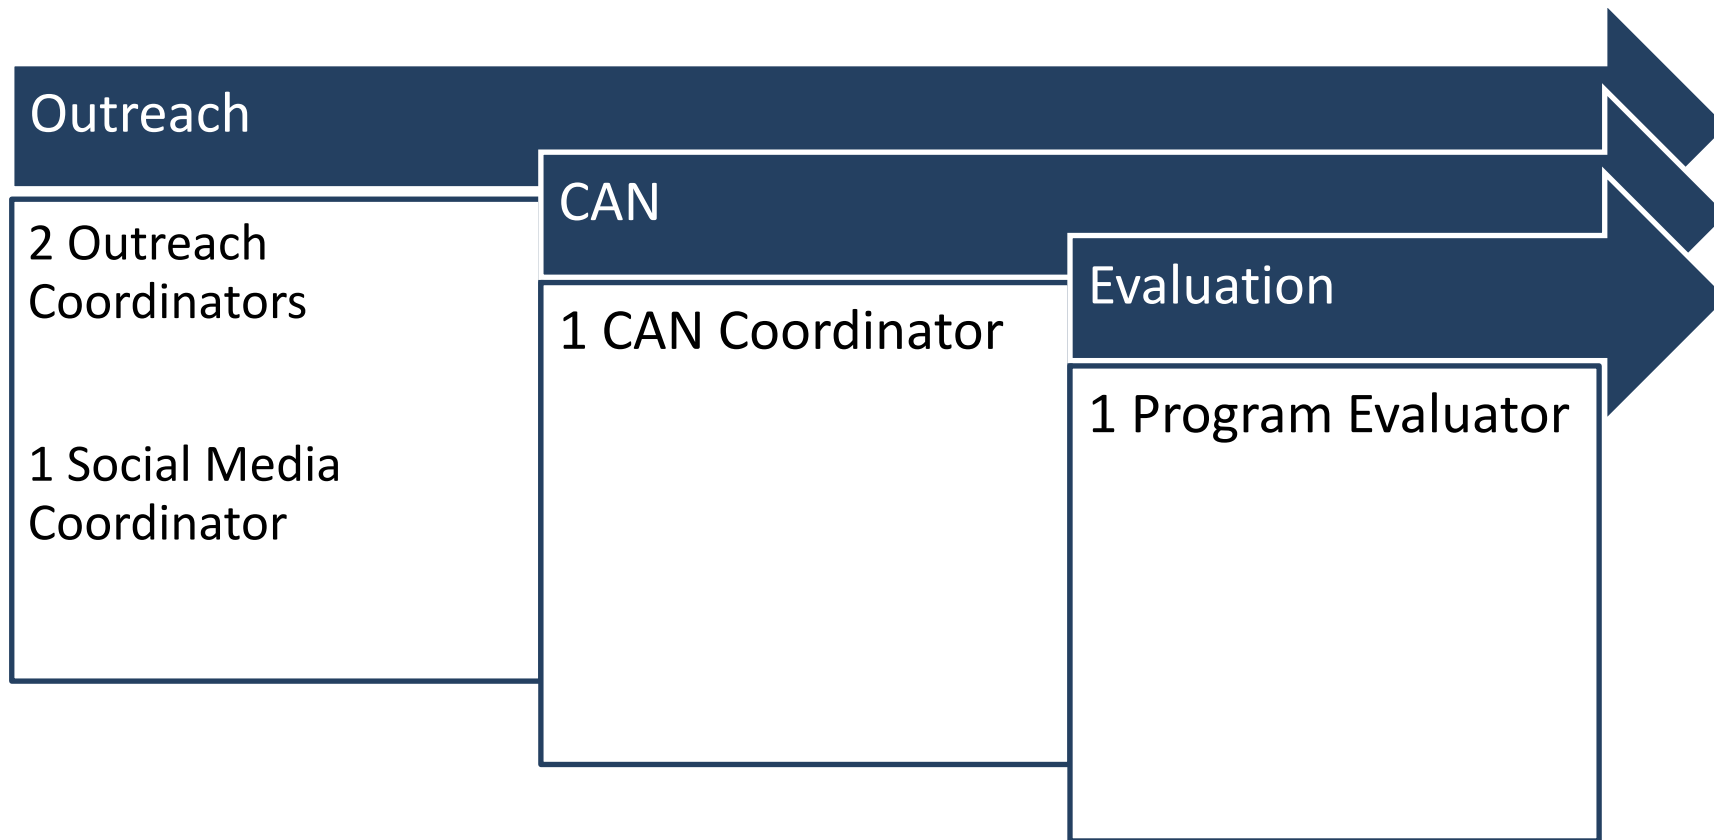 Outreach
2 Outreach
Coordinators
1 Social Media
Coordinator
CAN
1 CAN Coordinator
Evaluation
1 Program Evaluator